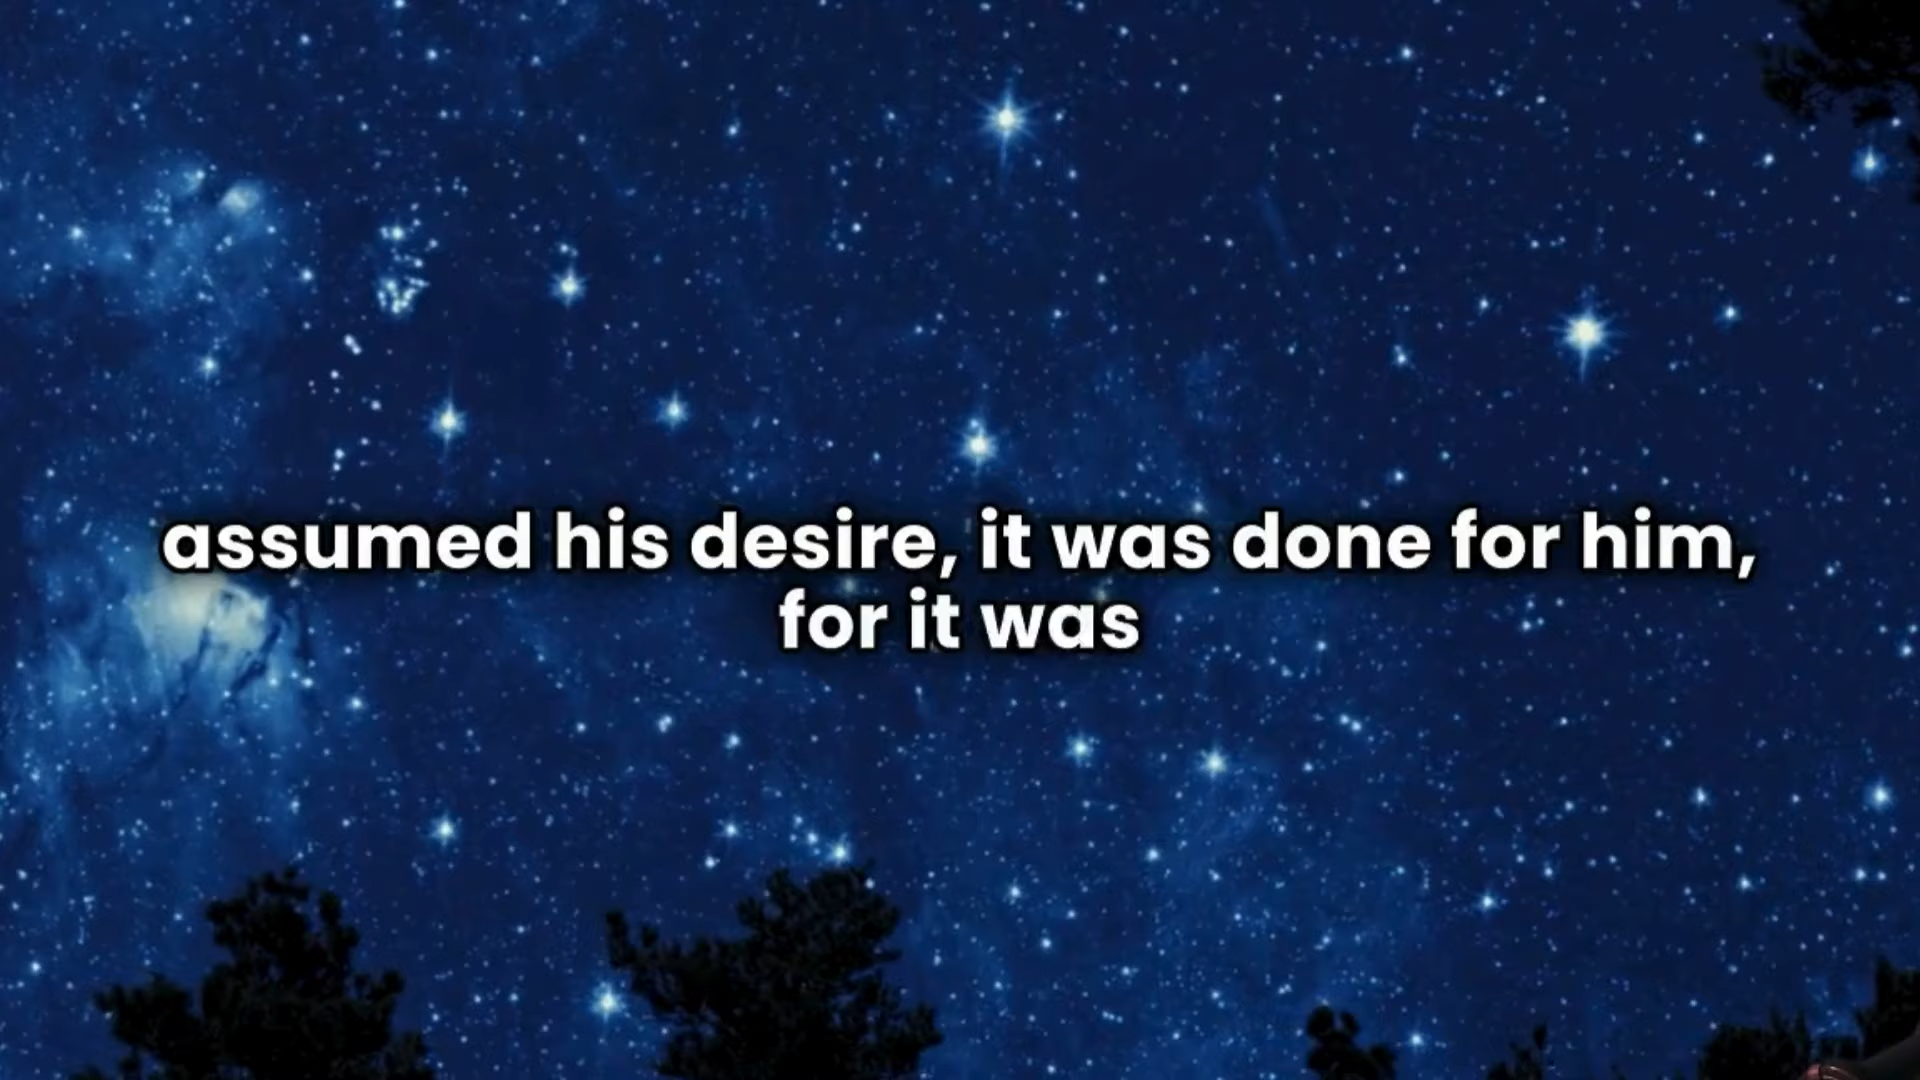 assumed his desire, it was done for him,
for it was